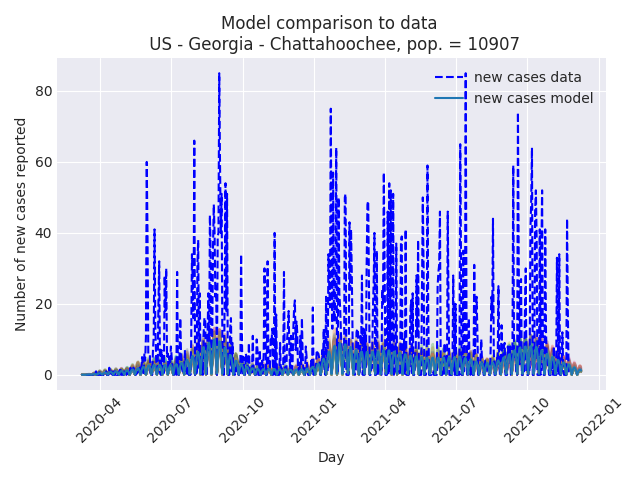 Model comparison to data
US - Georgia - Chattahoochee, pop. = 10907
new cases data
new cases model
Number of new cases reported
80
60
40
20
0
2020-04
2020-07
2020-10
2021-01
2021-04
2021-07
2021-10
2022-01
Day